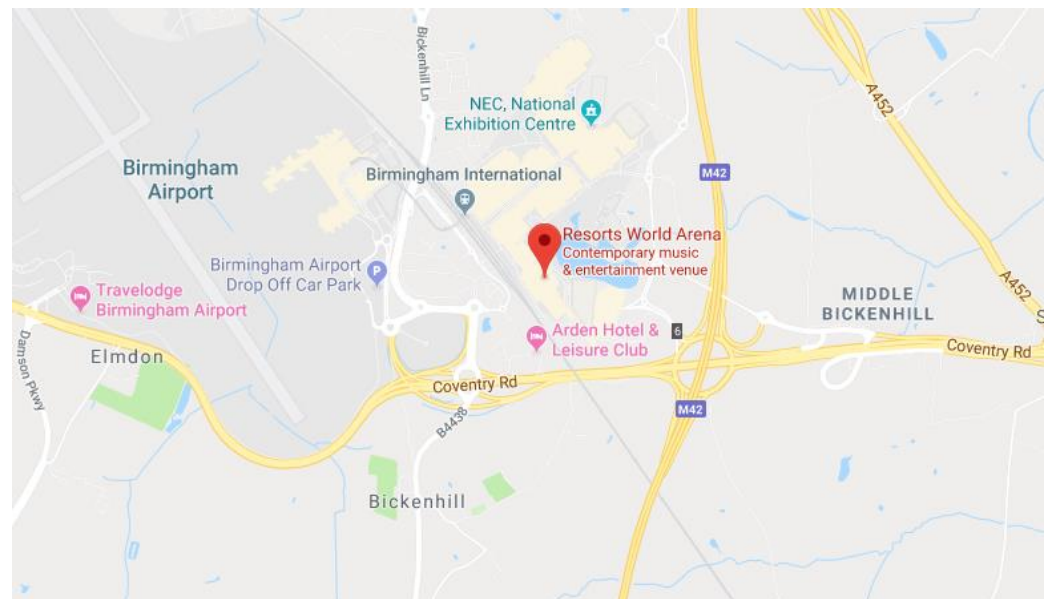 Bickenhill Ln
A452
NEC, National
Exhibition Centre
Birmingham
Airport
Birmingham International
M42
Resorts World Arena
Contemporary music
& entertainment venue
Birmingham Airport
Drop Off Car Park
P
A452
S
Travelodge
Birmingham Airport
MIDDLE
BICKENHILL
Arden Hotel &
Leisure Club
6
Damson Pkwy
Elmdon
Coventry Rd
Coventry Rd
M42
B4438
Bickenhill